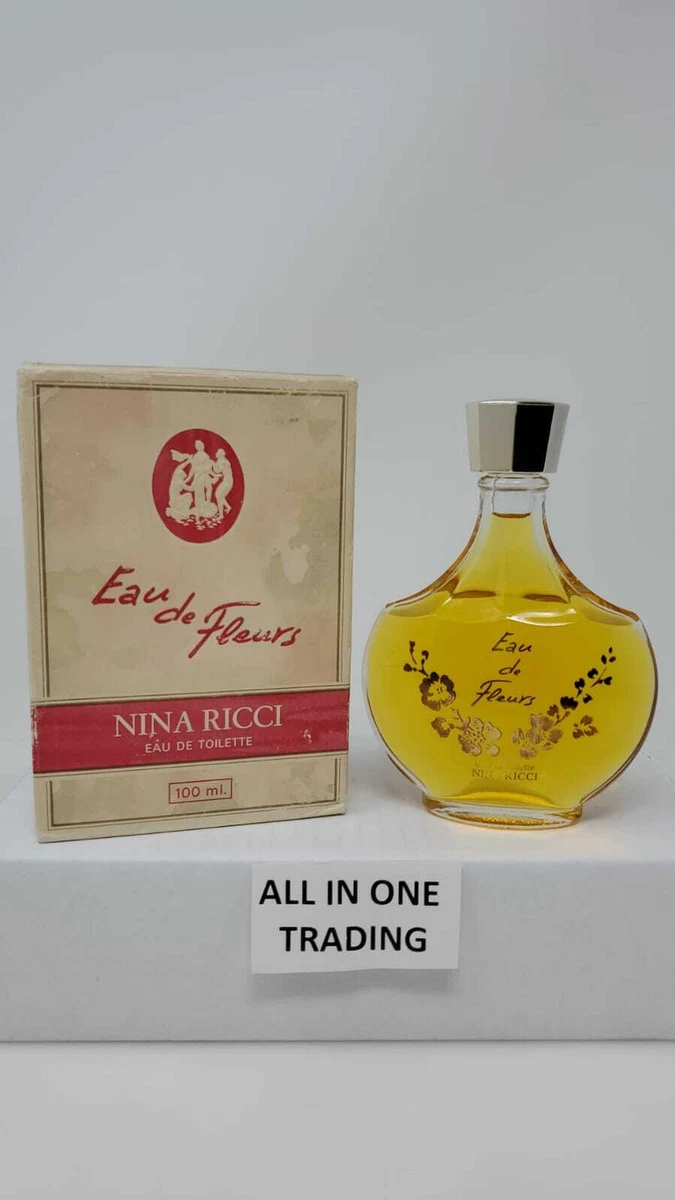 Eau
de
Fleurs
NINA RICCI
EAU DE TOILETTE
100 ml.
Eau
de
Fleurs
NINA RICCI
ALL IN ONE
TRADING